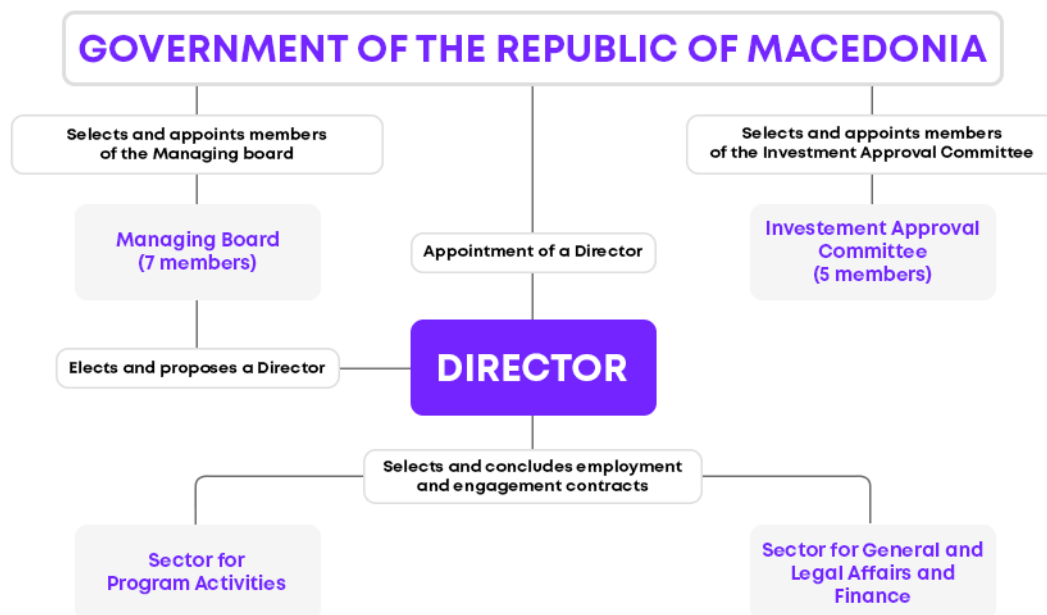 GOVERNMENT OF THE REPUBLIC OF MACEDONIA
Selects and appoints members
of the Managing board
Selects and appoints members
of the Investment Approval Committee
Managing Board
(7 members)
Appointment of a Director
Investement Approval
Committee
(5 members)
Elects and proposes a Director
DIRECTOR
Selects and concludes employment
and engagement contracts
Sector for
Program Activities
Sector for General and
Legal Affairs and
Finance